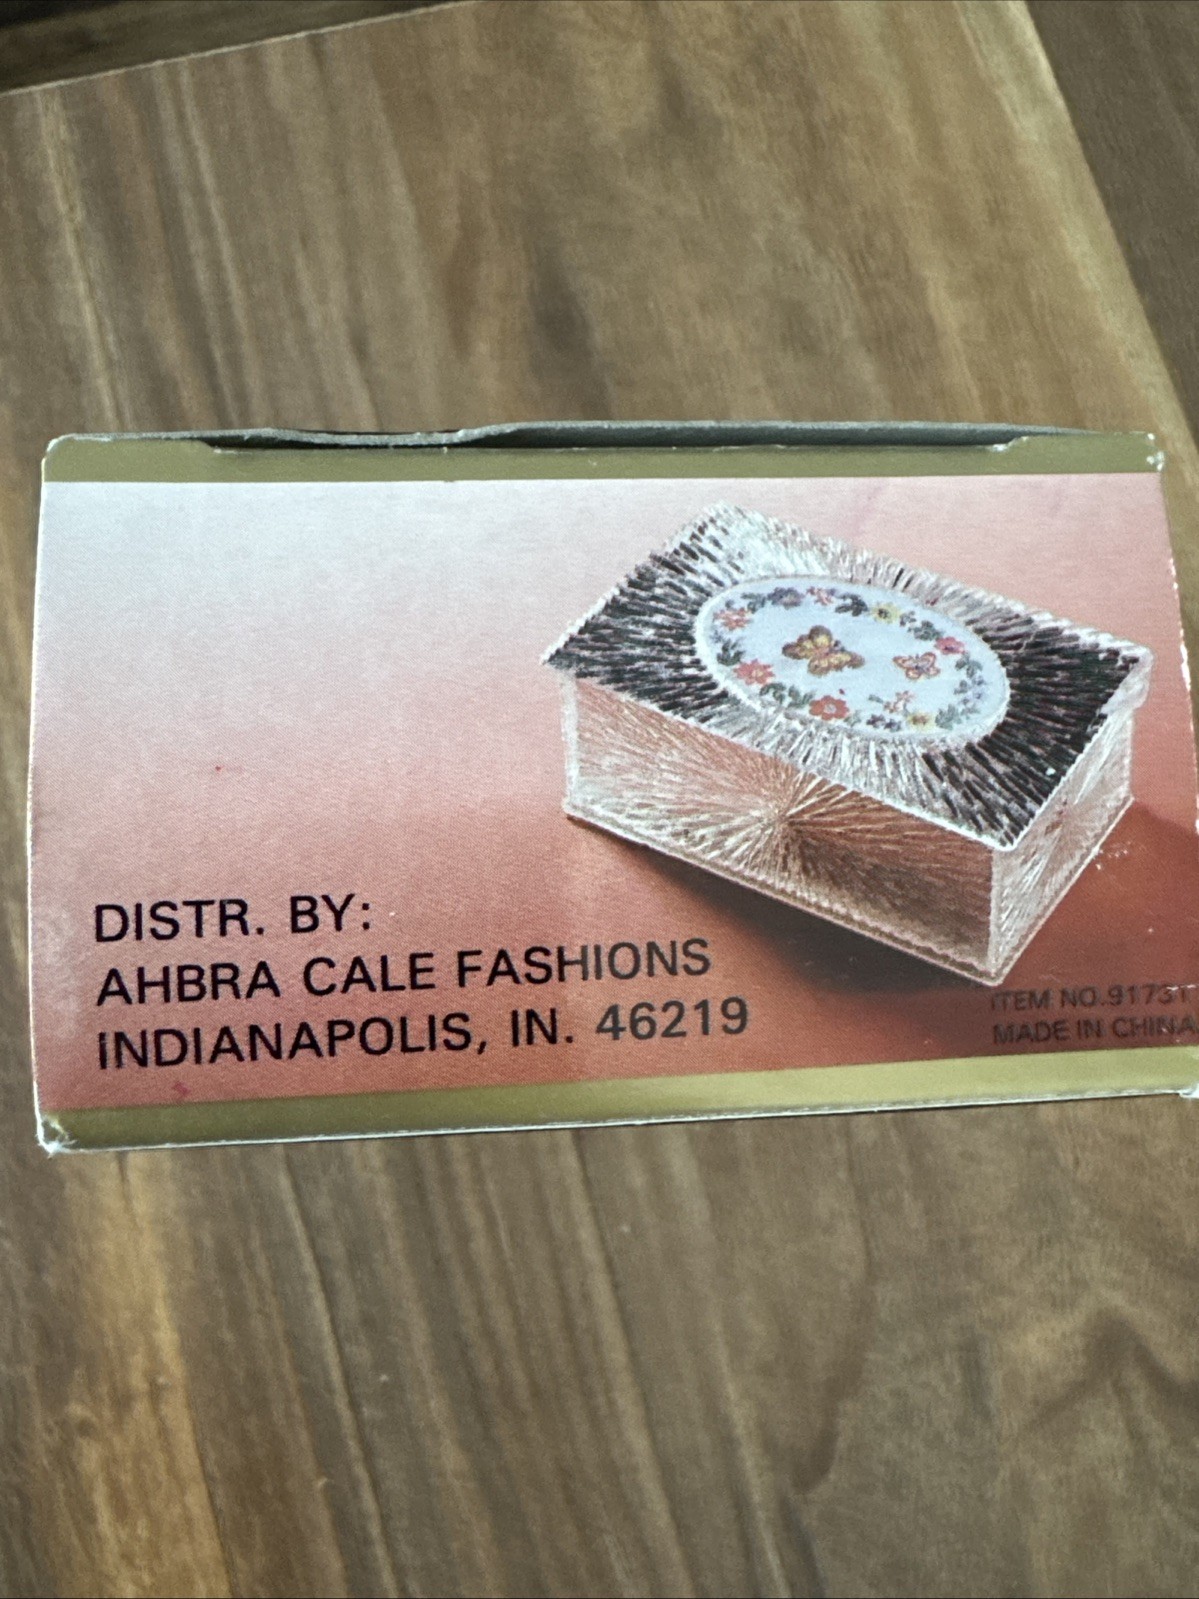 DISTR. BY:
AHBRA CALE FASHIONS
INDIANAPOLIS, IN. 46219
ITEM NO.91731
MADE IN CHINA